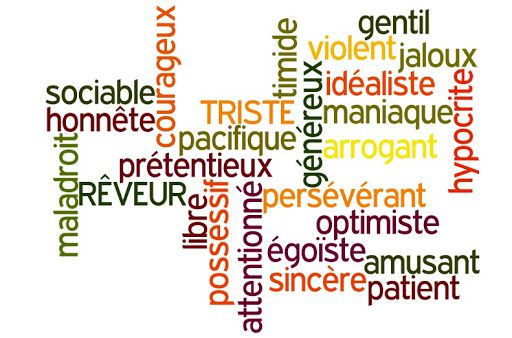 gentil
violent
jaloux
timide
courageux
sociable
idéaliste
honnête
TRISTE
maniaque
hypocrite
généreux
pacifique
arrogant
maladroit
prétentieux
RÊVEUR
persévérant
libre
possessif
attentionné
optimiste
égoïste
amusant
sincère
patient